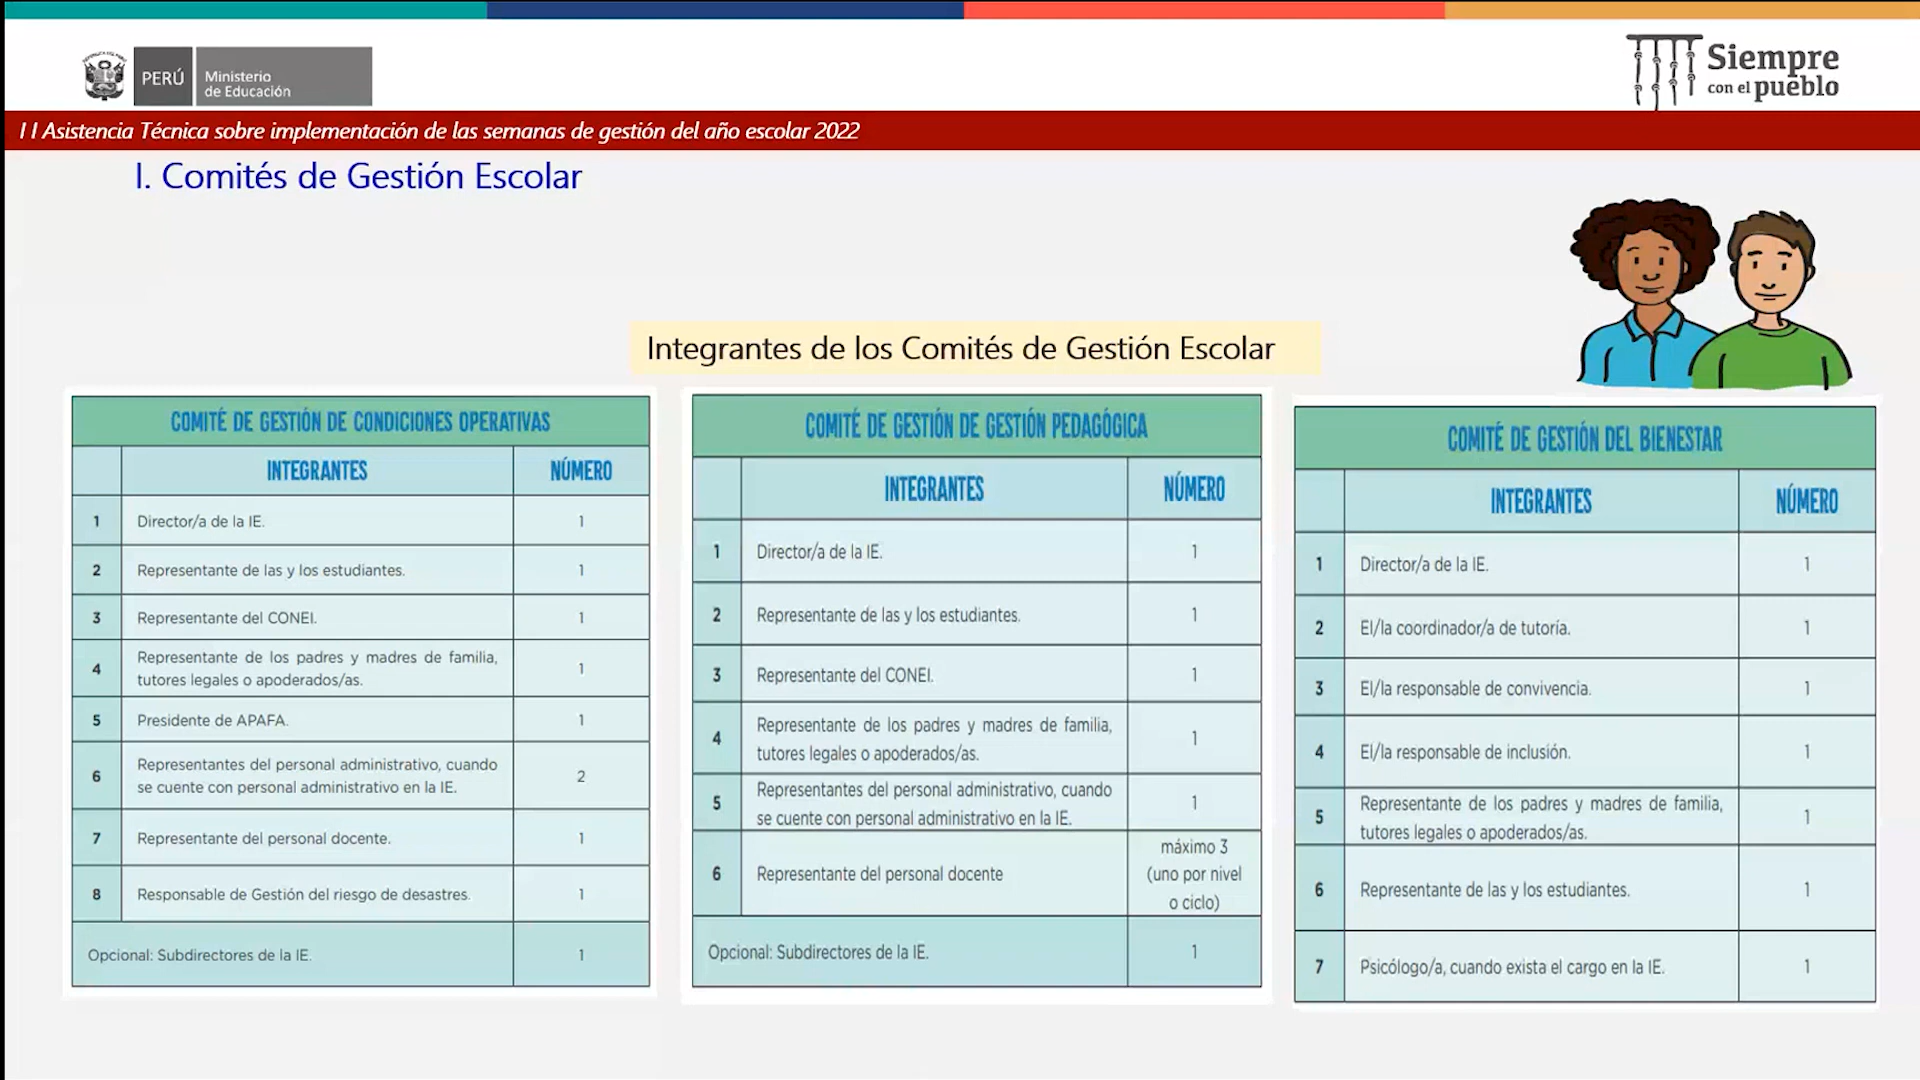 PERÚ
Ministerio
de Educación
Siempre
con el pueblo
I I Asistencia Técnica sobre implementación de las semanas de gestión del año escolar 2022
I. Comités de Gestión Escolar
Integrantes de los Comités de Gestión Escolar
COMITÉ DE GESTIÓN DE CONDICIONES OPERATIVAS
INTEGRANTES NÚMERO
1 Director/a de la IE. 1
2 Representante de las y los estudiantes. 1
3 Representante del CONEI. 1
4 Representante de los padres y madres de familia,
tutores legales o apoderados/as. 1
5 Presidente de APAFA. 1
6 Representantes del personal administrativo, cuando
se cuente con personal administrativo en la IE. 2
7 Representante del personal docente. 1
8 Responsable de Gestión del riesgo de desastres. 1
Opcional: Subdirectores de la IE. 1
COMITÉ DE GESTIÓN DE GESTIÓN PEDAGÓGICA
INTEGRANTES NÚMERO
1 Director/a de la IE. 1
2 Representante de las y los estudiantes. 1
3 Representante del CONEI. 1
4 Representante de los padres y madres de familia,
tutores legales o apoderados/as. 1
5 Representantes del personal administrativo, cuando
se cuente con personal administrativo en la IE. 1
6 Representante del personal docente
máximo 3
(uno por nivel
o ciclo)
Opcional: Subdirectores de la IE. 1
COMITÉ DE GESTIÓN DEL BIENESTAR
INTEGRANTES NÚMERO
1 Director/a de la IE. 1
2 El/la coordinador/a de tutoría. 1
3 El/la responsable de convivencia. 1
4 El/la responsable de inclusión. 1
5 Representante de los padres y madres de familia,
tutores legales o apoderados/as. 1
6 Representante de las y los estudiantes. 1
7 Psicólogo/a, cuando exista el cargo en la IE. 1